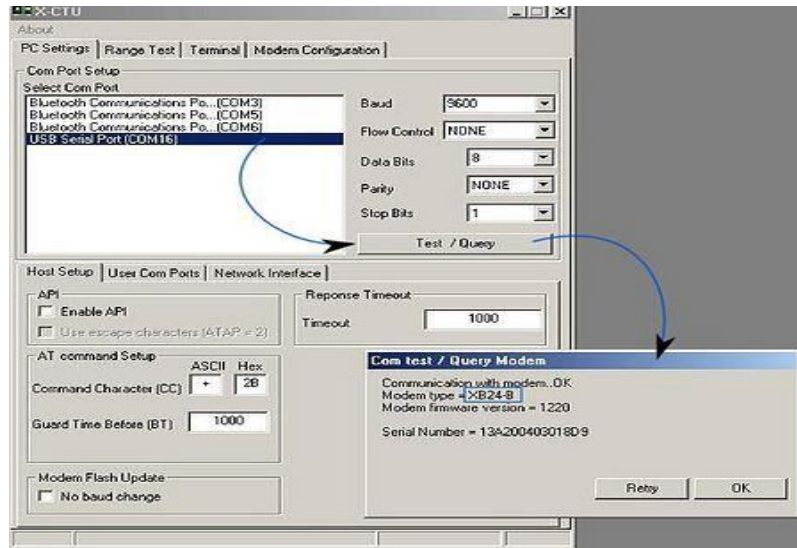 X-CTU
About
PC Settings Range Test Terminal Modem Configuration
Com Port Setup
Select Com Port
Bluetooth Communications Po...(COM3)
Bluetooth Communications Po...(COM5)
Bluetooth Communications Po...(COM6)
USB Serial Port (COM16)
Baud 9600
Flow Control NONE
Data Bits 8
Parity NONE
Stop Bits 1
Test / Query
Host Setup User Com Ports Network Interface
API
Enable API
Use escape characters (ATAP = 2)
Reponse Timeout
Timeout 1000
AT command Setup
ASCII Hex
Command Character (CC) + 2B
Guard Time Before (BT) 1000
Modem Flash Update
No baud change
Com test / Query Modem
Communication with modem..OK
Modem type = XB24-B
Modem firmware version = 1220
Serial Number = 13A200403018D9
Retry OK